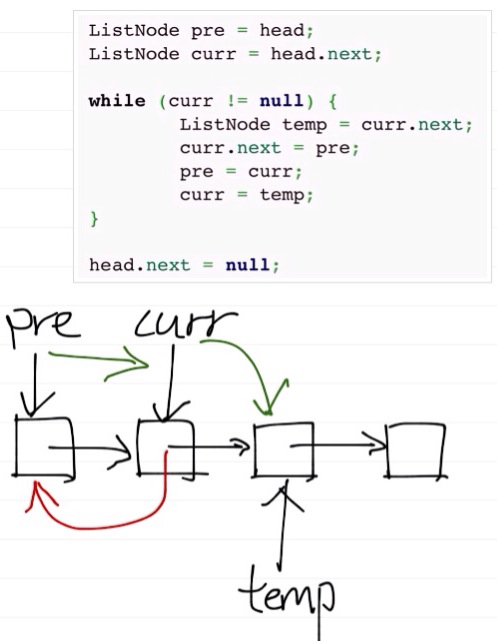 ListNode pre = head;
ListNode curr = head.next;
while (curr != null) {
ListNode temp = curr.next;
curr.next = pre;
pre = curr;
curr = temp;
}
head.next = null;
pre curr
temp